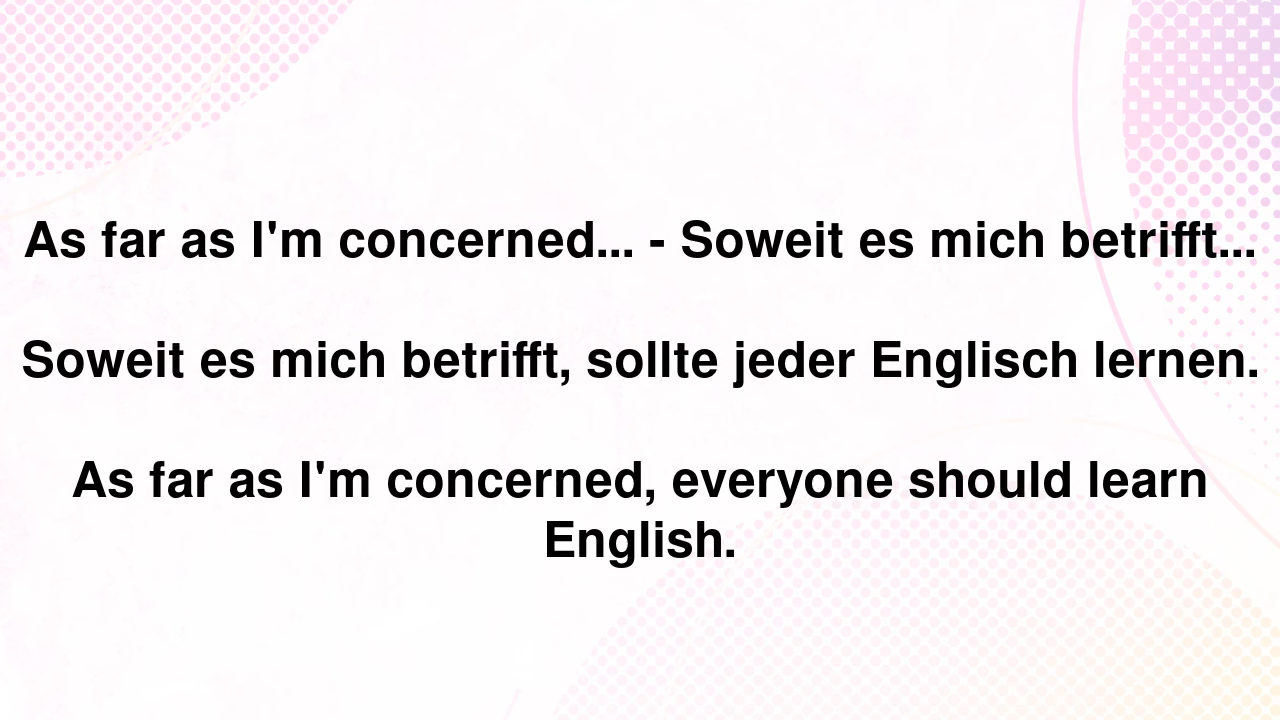 As far as I'm concerned... - Soweit es mich betrifft...
Soweit es mich betrifft, sollte jeder Englisch lernen.
As far as I'm concerned, everyone should learn
English.